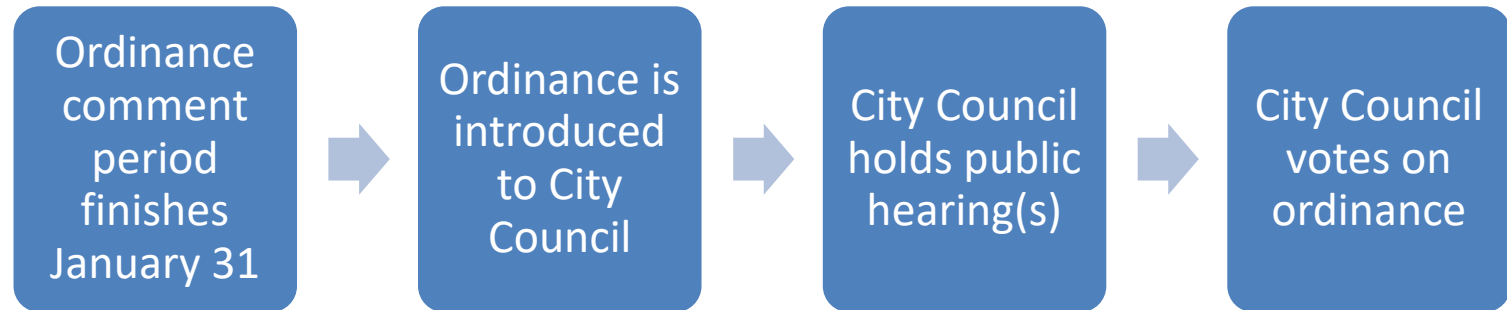 Ordinance
comment
period
finishes
January 31
Ordinance is
introduced
to City
Council
City Council
holds public
hearing(s)
City Council
votes on
ordinance